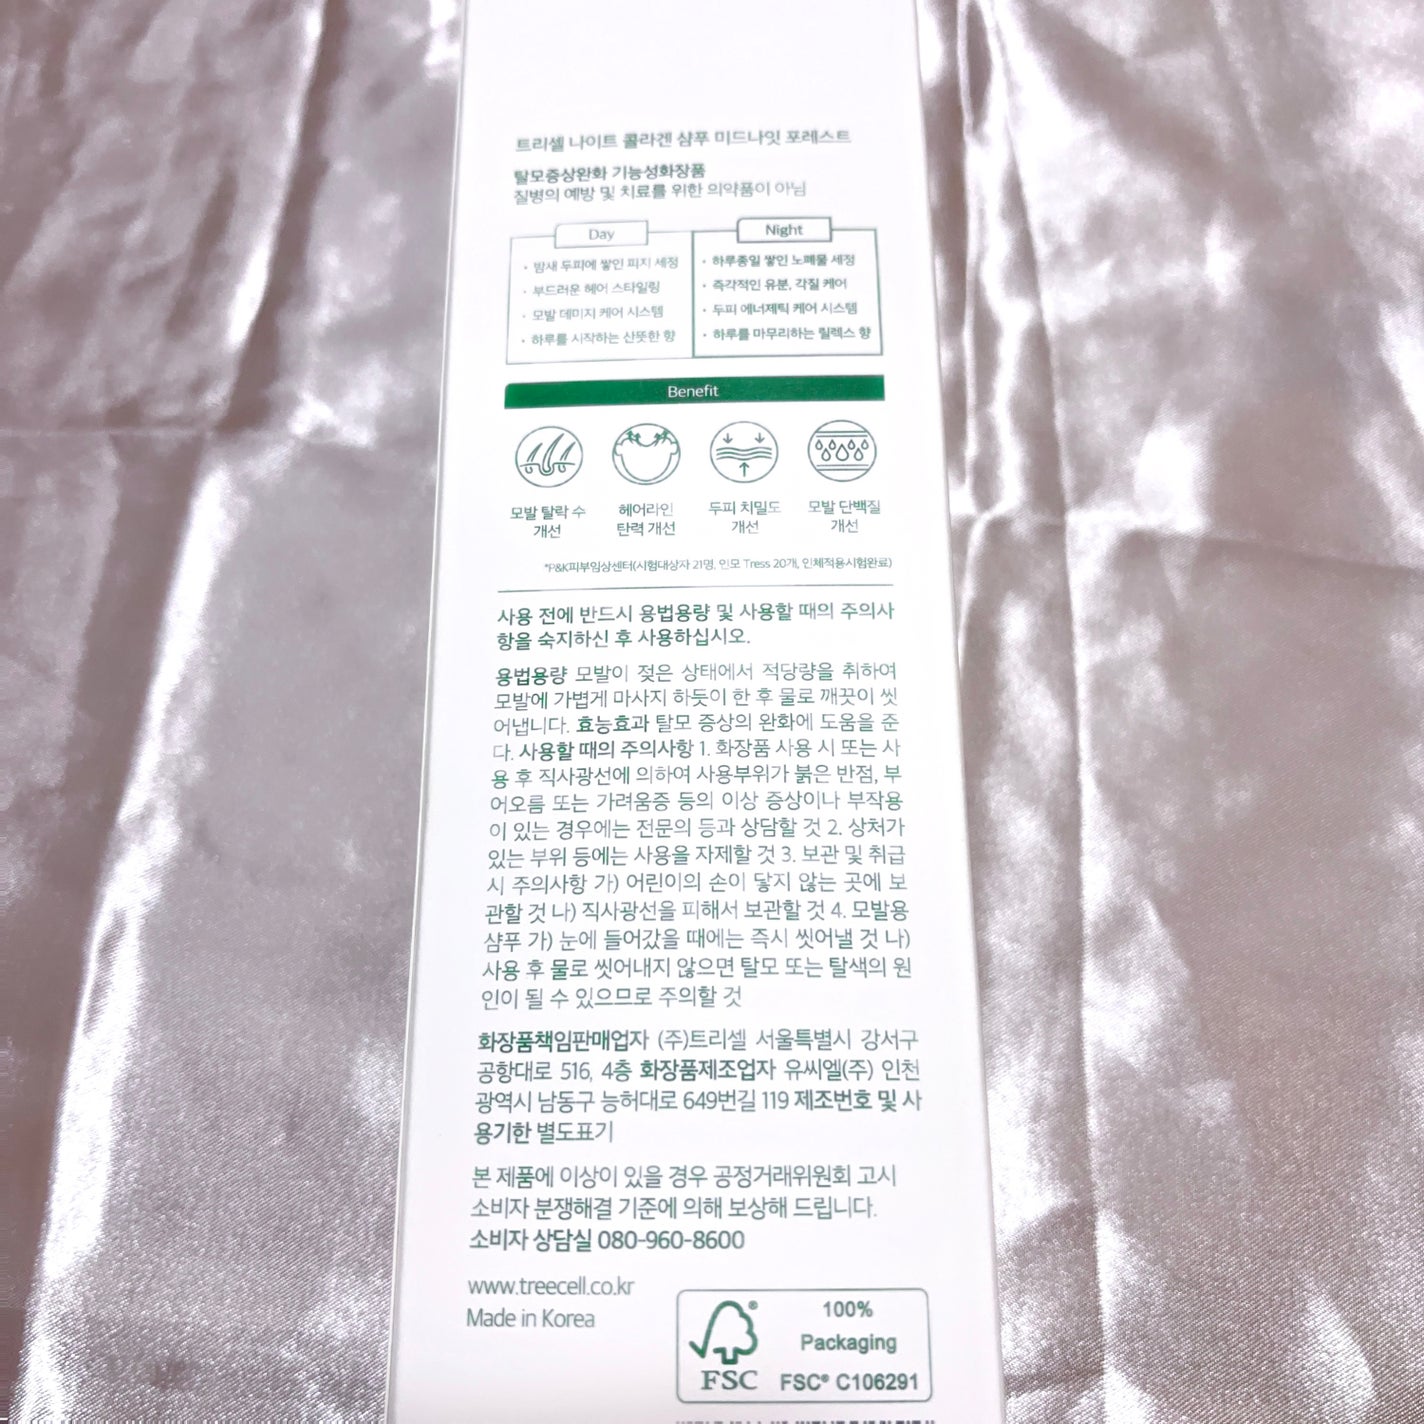 트리셀 나이트 콜라겐 샴푸 미드나잇 포레스트
탈모증상완화 기능성화장품
질병의 예방 및 치료를 위한 의약품이 아님
Day
• 밤새 두피에 쌓인 피지 세정
• 부드러운 헤어 스타일링
• 모발 데미지 케어 시스템
• 하루를 시작하는 산뜻한 향
Night
• 하루종일 쌓인 노폐물 세정
• 즉각적인 유분, 각질 케어
• 두피 에너제틱 케어 시스템
• 하루를 마무리하는 릴렉스 향
Benefit
모발 탈락 수
개선
헤어라인
탄력 개선
두피 치밀도
개선
모발 단백질
개선
*P&K피부임상센터(시험대상자 21명, 인모 Tress 20개, 인체적용시험완료)
사용 전에 반드시 용법용량 및 사용할 때의 주의사
항을 숙지하신 후 사용하십시오.
용법용량 모발이 젖은 상태에서 적당량을 취하여
모발에 가볍게 마사지 하듯이 한 후 물로 깨끗이 씻
어냅니다. 효능효과 탈모 증상의 완화에 도움을 준
다. 사용할 때의 주의사항 1. 화장품 사용 시 또는 사
용 후 직사광선에 의하여 사용부위가 붉은 반점, 부
어오름 또는 가려움증 등의 이상 증상이나 부작용
이 있는 경우에는 전문의 등과 상담할 것 2. 상처가
있는 부위 등에는 사용을 자제할 것 3. 보관 및 취급
시 주의사항 가) 어린이의 손이 닿지 않는 곳에 보
관할 것 나) 직사광선을 피해서 보관할 것 4. 모발용
샴푸 가) 눈에 들어갔을 때에는 즉시 씻어낼 것 나)
사용 후 물로 씻어내지 않으면 탈모 또는 탈색의 원
인이 될 수 있으므로 주의할 것
화장품책임판매업자 (주)트리셀 서울특별시 강서구
공항대로 516, 4층 화장품제조업자 유씨엘(주) 인천
광역시 남동구 능허대로 649번길 119 제조번호 및 사
용기한 별도표기
본 제품에 이상이 있을 경우 공정거래위원회 고시
소비자 분쟁해결 기준에 의해 보상해 드립니다.
소비자 상담실 080-960-8600
www.treecell.co.kr
Made in Korea
FSC
100%
Packaging
FSC® C106291